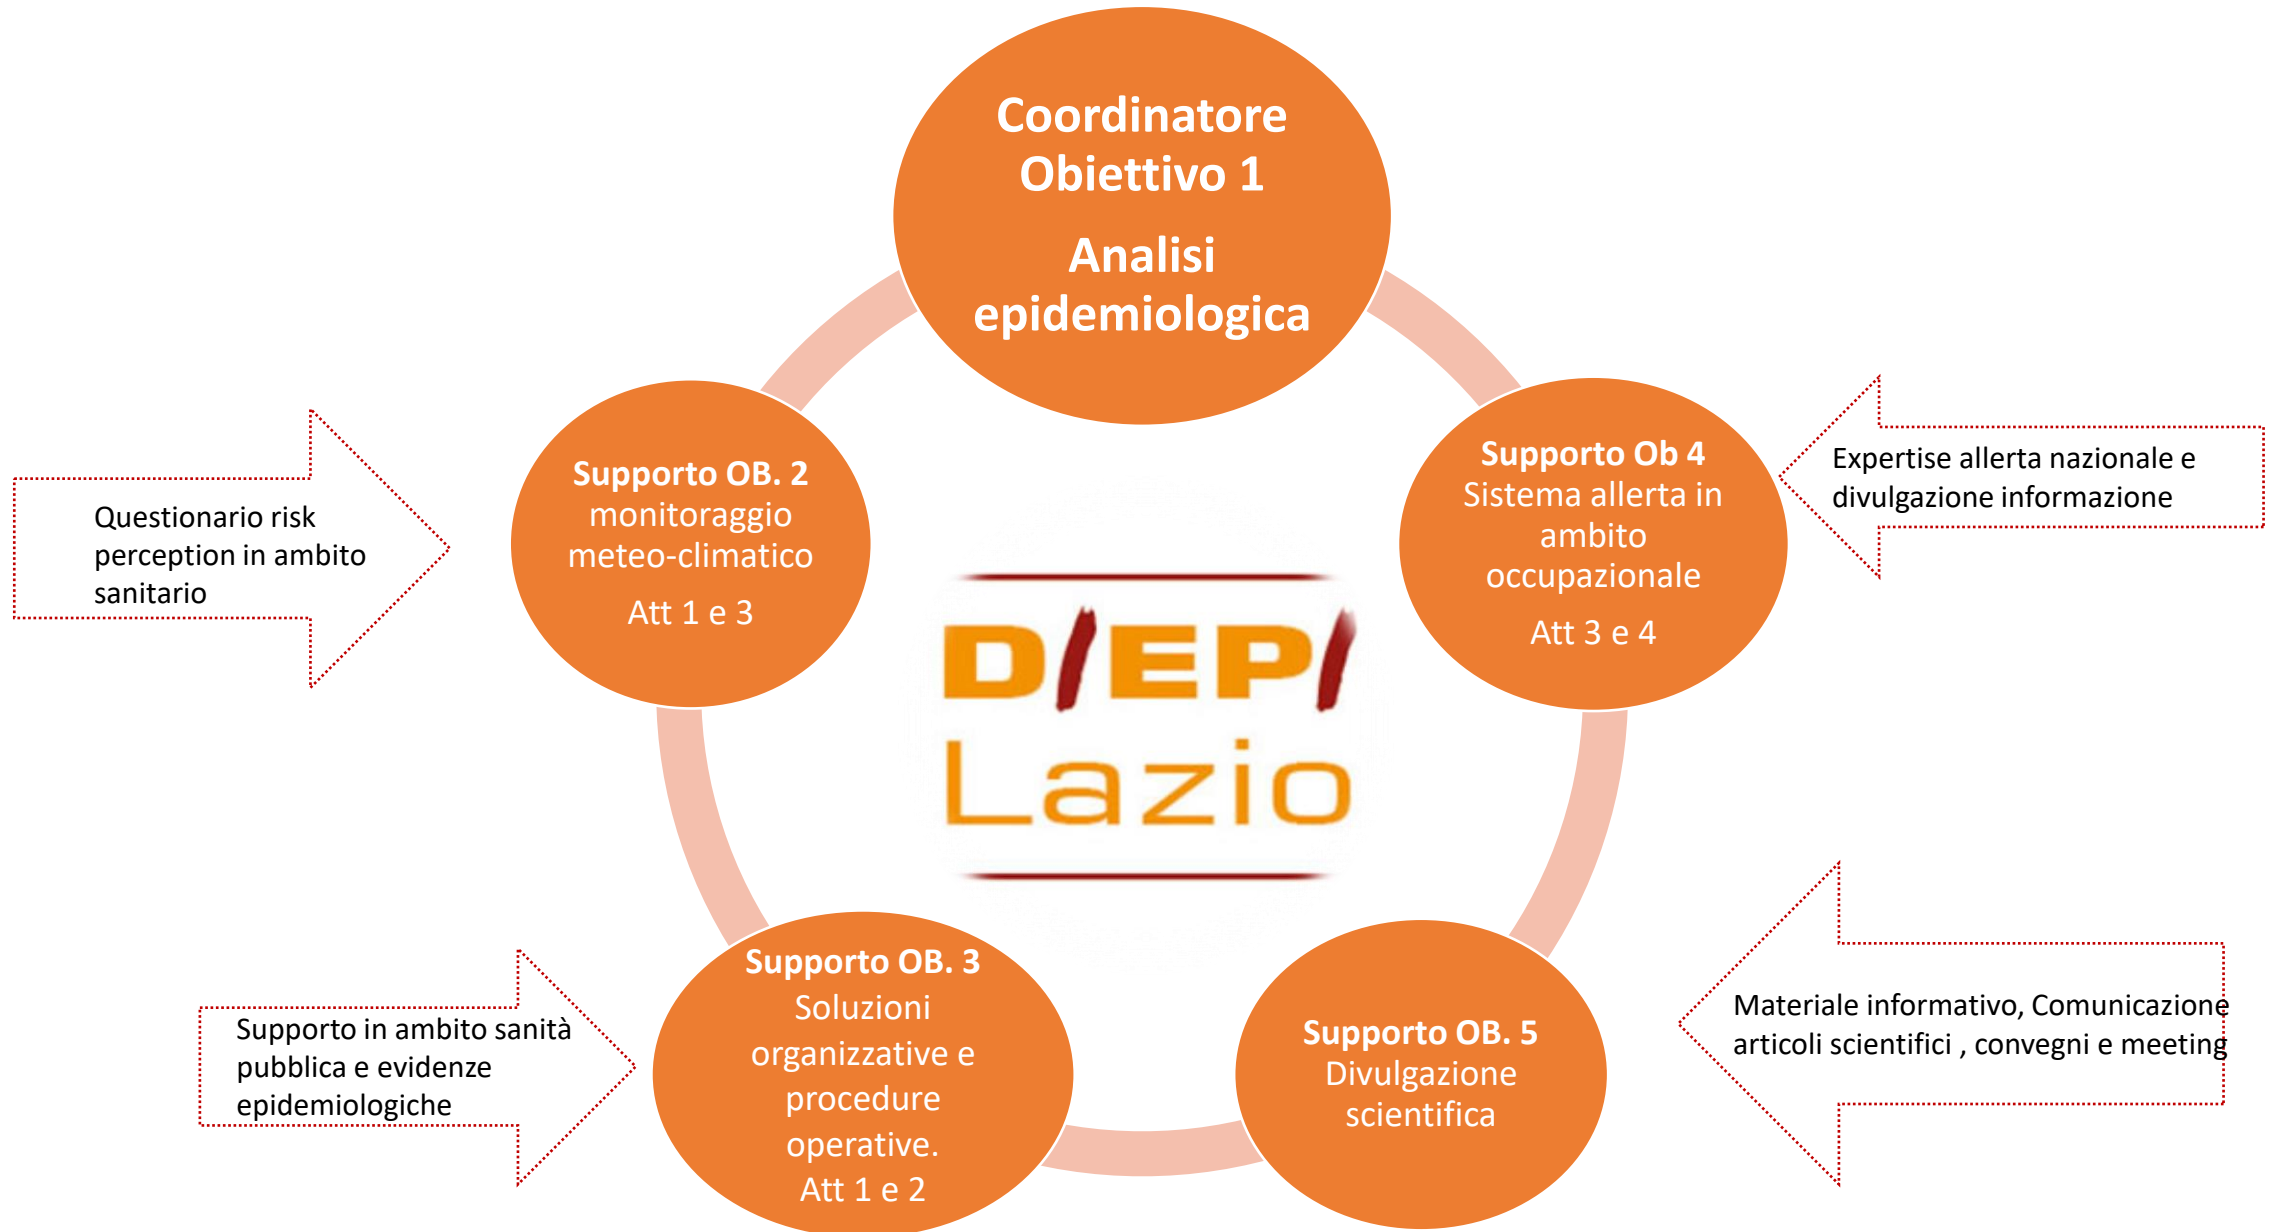 Coordinatore
Obiettivo 1
Analisi
epidemiologica
Supporto OB. 2
monitoraggio
meteo-climatico
Att 1 e 3
Supporto Ob 4
Sistema allerta in
ambito
occupazionale
Att 3 e 4
Expertise allerta nazionale e
divulgazione informazione
Questionario risk
perception in ambito
sanitario
D/EP/
Lazio
Supporto OB. 3
Soluzioni
organizzative e
procedure
operative.
Att 1 e 2
Supporto OB. 5
Divulgazione
scientifica
Supporto in ambito sanità
pubblica e evidenze
epidemiologiche
Materiale informativo, Comunicazione
articoli scientifici , convegni e meeting